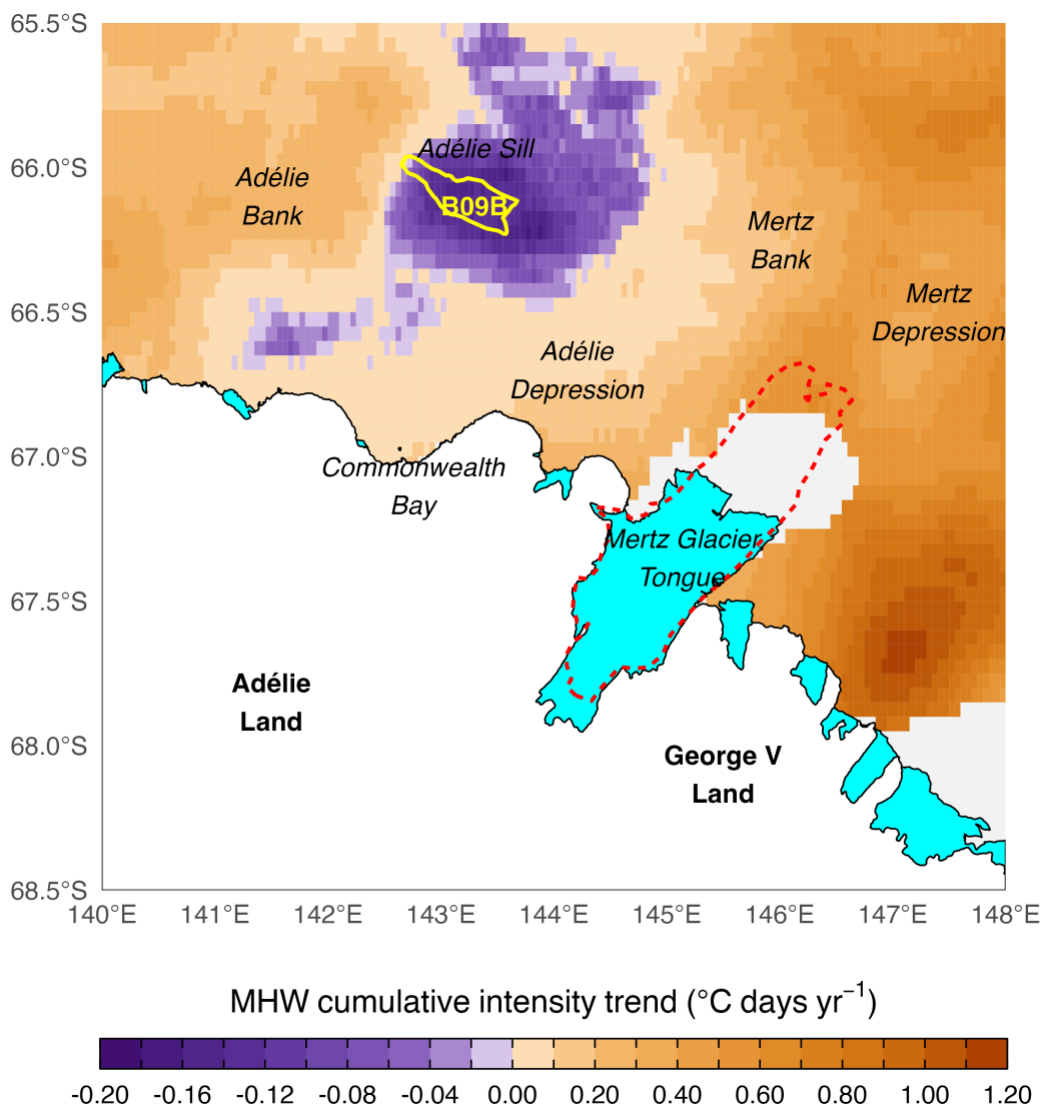 65.5°S
66.0°S
66.5°S
67.0°S
67.5°S
68.0°S
68.5°S
Adélie Sill
B09B
Adélie
Bank
Mertz
Bank
Mertz
Depression
Adélie
Depression
Commonwealth
Bay
Mertz Glacier
Tongue
Adélie
Land
George V
Land
140°E 141°E 142°E 143°E 144°E 145°E 146°E 147°E 148°E
MHW cumulative intensity trend (°C days yr⁻¹)
-0.20 -0.16 -0.12 -0.08 -0.04 0.00 0.20 0.40 0.60 0.80 1.00 1.20